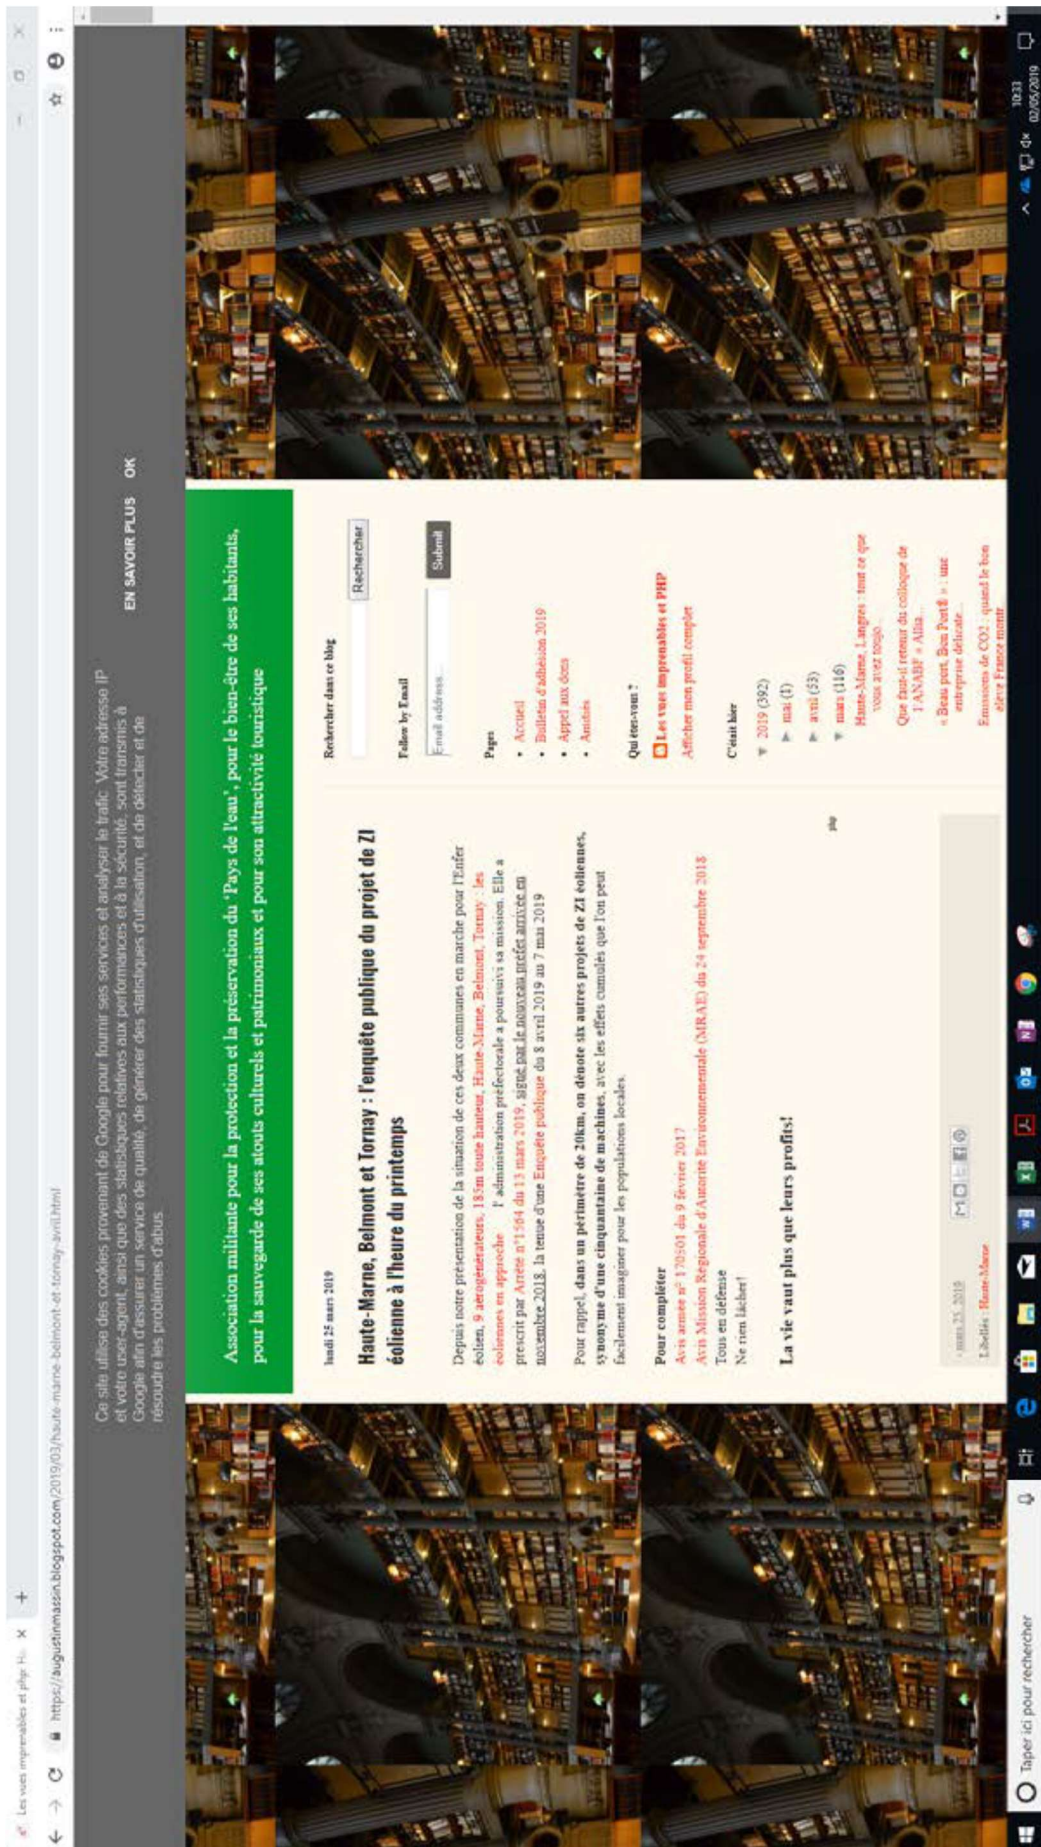 Les vues imprenables et php: Ha
https://augustinmassin.blogspot.com/2019/03/haute-marne-belmont-et-tornay-avril.html
Ce site utilise des cookies provenant de Google pour fournir ses services et analyser le trafic. Votre adresse IP
et votre user-agent, ainsi que des statistiques relatives aux performances et à la sécurité, sont transmis à
Google afin d'assurer un service de qualité, de générer des statistiques d'utilisation, et de détecter et de
résoudre les problèmes d'abus.
EN SAVOIR PLUS OK
Association militante pour la protection et la préservation du 'Pays de l'eau', pour le bien-être de ses habitants,
pour la sauvegarde de ses atouts culturels et patrimoniaux et pour son attractivité touristique
lundi 25 mars 2019
Haute-Marne, Belmont et Tornay : l'enquête publique du projet de ZI
éolienne à l'heure du printemps
Depuis notre présentation de la situation de ces deux communes en marche pour l'Enfer
éolien, 9 aérogénérateurs, 185m toute hauteur, Haute-Marne, Belmont, Tornay : les
éoliennes en approche l' administration préfectorale a poursuivi sa mission. Elle a
prescrit par Arrêté n°1564 du 13 mars 2019, signé par le nouveau préfet arrivée en
novembre 2018, la tenue d'une Enquête publique du 8 avril 2019 au 7 mai 2019
Pour rappel, dans un périmètre de 20km, on dénote six autres projets de ZI éoliennes,
synonyme d'une cinquantaine de machines, avec les effets cumulés que l'on peut
facilement imaginer pour les populations locales.
Pour compléter
Avis armée n° 170501 du 9 février 2017
Avis Mission Régionale d'Autorité Environnementale (MRAE) du 24 septembre 2018
Tous en défense
Ne rien lâcher!
La vie vaut plus que leurs profits!
php
- mars 25, 2019
Libellés : Haute-Marne
Rechercher dans ce blog
Rechercher
Follow by Email
Email address...
Submit
Pages
• Accueil
• Bulletin d'adhésion 2019
• Appel aux dons
• Amitiés
Qui êtes-vous ?
Les vues imprenables et PHP
Afficher mon profil complet
C'était hier
▼ 2019 (392)
► mai (1)
► avril (53)
▼ mars (116)
Haute-Marne, Langres : tout ce que
vous avez toujo...
Que faut-il retenir du colloque de
l'ANABF « Allia...
« Beau port, Bon Port® » : une
entreprise délicate...
Emissions de CO2 : quand le bon
élève France montr
Taper ici pour rechercher
10:33
02/05/2019